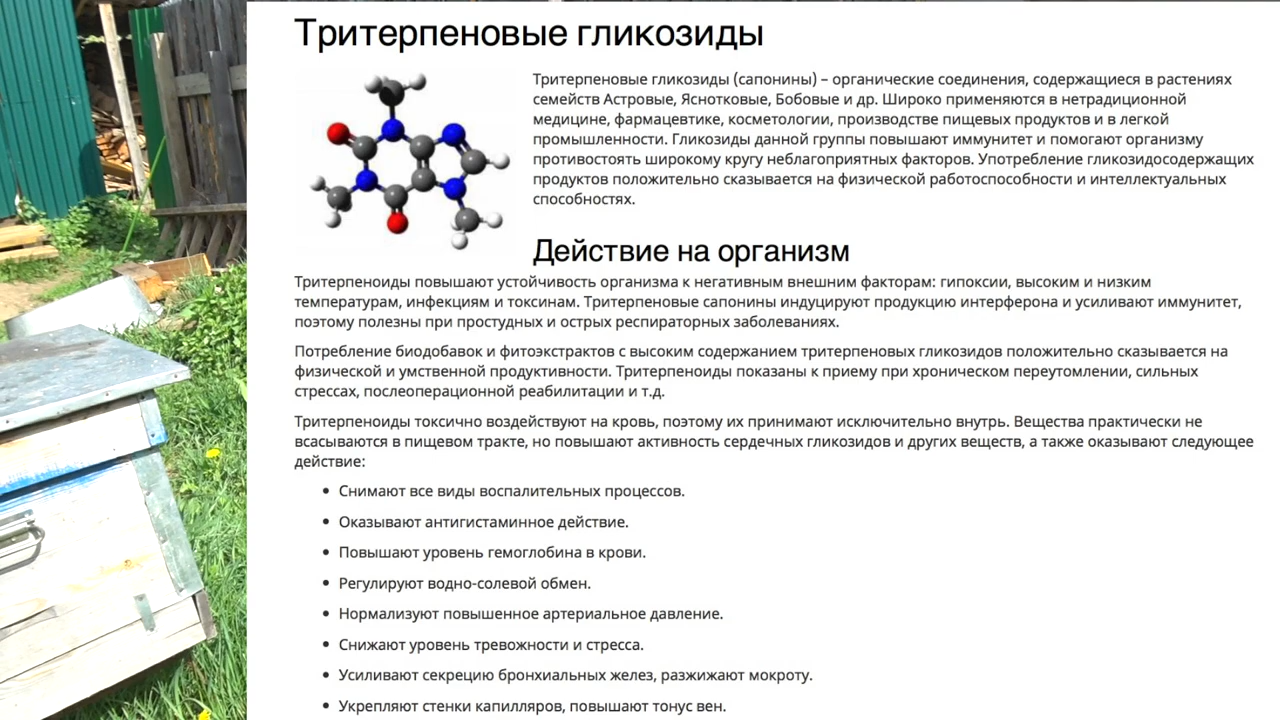 Тритерпеновые гликозиды
Тритерпеновые гликозиды (сапонины) – органические соединения, содержащиеся в растениях
семейств Астровые, Яснотковые, Бобовые и др. Широко применяются в нетрадиционной
медицине, фармацевтике, косметологии, производстве пищевых продуктов и в легкой
промышленности. Гликозиды данной группы повышают иммунитет и помогают организму
противостоять широкому кругу неблагоприятных факторов. Употребление гликозидосодержащих
продуктов положительно сказывается на физической работоспособности и интеллектуальных
способностях.
Действие на организм
Тритерпеноиды повышают устойчивость организма к негативным внешним факторам: гипоксии, высоким и низким
температурам, инфекциям и токсинам. Тритерпеновые сапонины индуцируют продукцию интерферона и усиливают иммунитет,
поэтому полезны при простудных и острых респираторных заболеваниях.
Потребление биодобавок и фитоэкстрактов с высоким содержанием тритерпеновых гликозидов положительно сказывается на
физической и умственной продуктивности. Тритерпеноиды показаны к приему при хроническом переутомлении, сильных
стрессах, послеоперационной реабилитации и т.д.
Тритерпеноиды токсично воздействуют на кровь, поэтому их принимают исключительно внутрь. Вещества практически не
всасываются в пищевом тракте, но повышают активность сердечных гликозидов и других веществ, а также оказывают следующее
действие:
• Снимают все виды воспалительных процессов.
• Оказывают антигистаминное действие.
• Повышают уровень гемоглобина в крови.
• Регулируют водно-солевой обмен.
• Нормализуют повышенное артериальное давление.
• Снижают уровень тревожности и стресса.
• Усиливают секрецию бронхиальных желез, разжижают мокроту.
• Укрепляют стенки капилляров, повышают тонус вен.